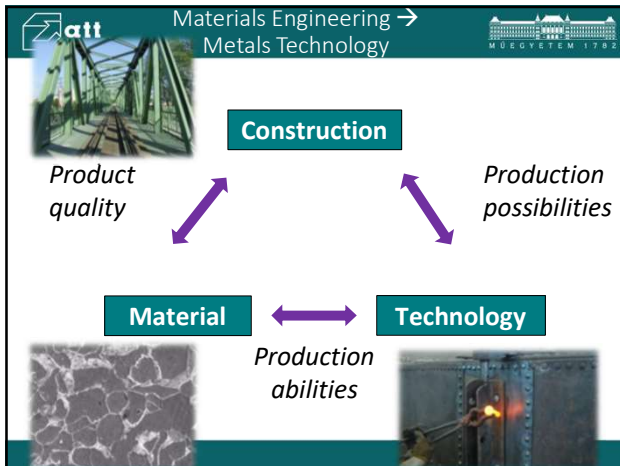 att
Materials Engineering →
Metals Technology
MŰEGYETEM 1782
Construction
Product
quality
Production
possibilities
Material
Technology
Production
abilities